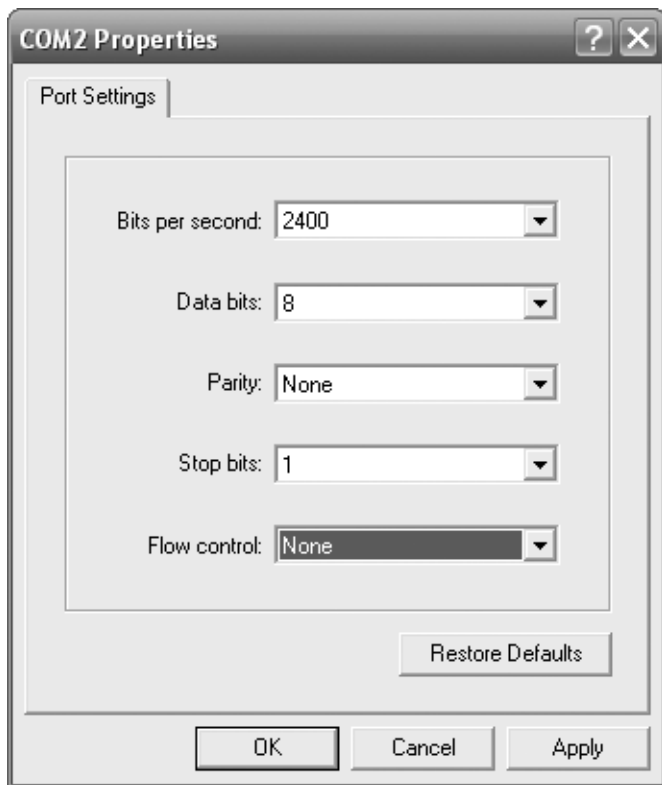 COM2 Properties
Port Settings
Bits per second: 2400
Data bits: 8
Parity: None
Stop bits: 1
Flow control: None
Restore Defaults
OK Cancel Apply